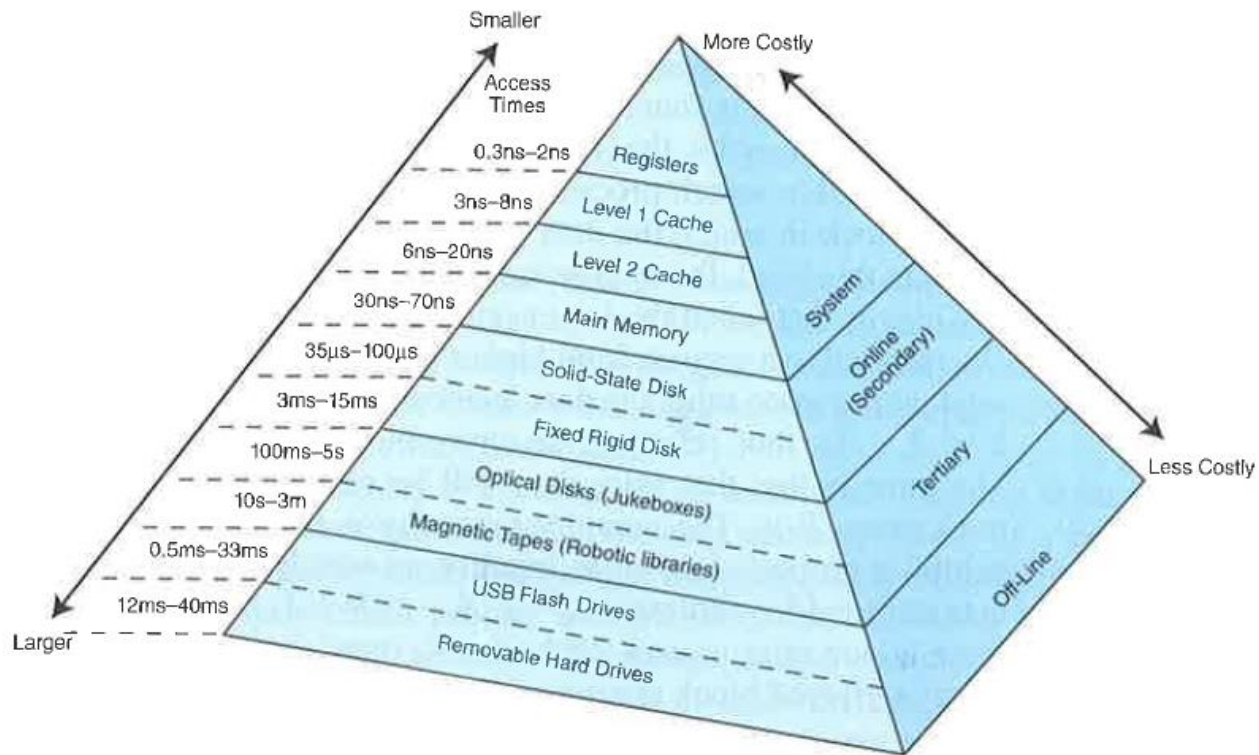 Smaller
More Costly
Access
Times
0.3ns–2ns
Registers
3ns–8ns
Level 1 Cache
6ns–20ns
Level 2 Cache
System
30ns–70ns
Main Memory
Online
(Secondary)
35µs–100µs
Solid-State Disk
3ms–15ms
Fixed Rigid Disk
100ms–5s
Optical Disks (Jukeboxes)
Tertiary
Less Costly
10s–3m
Magnetic Tapes (Robotic libraries)
0.5ms–33ms
USB Flash Drives
Off-Line
12ms–40ms
Removable Hard Drives
Larger